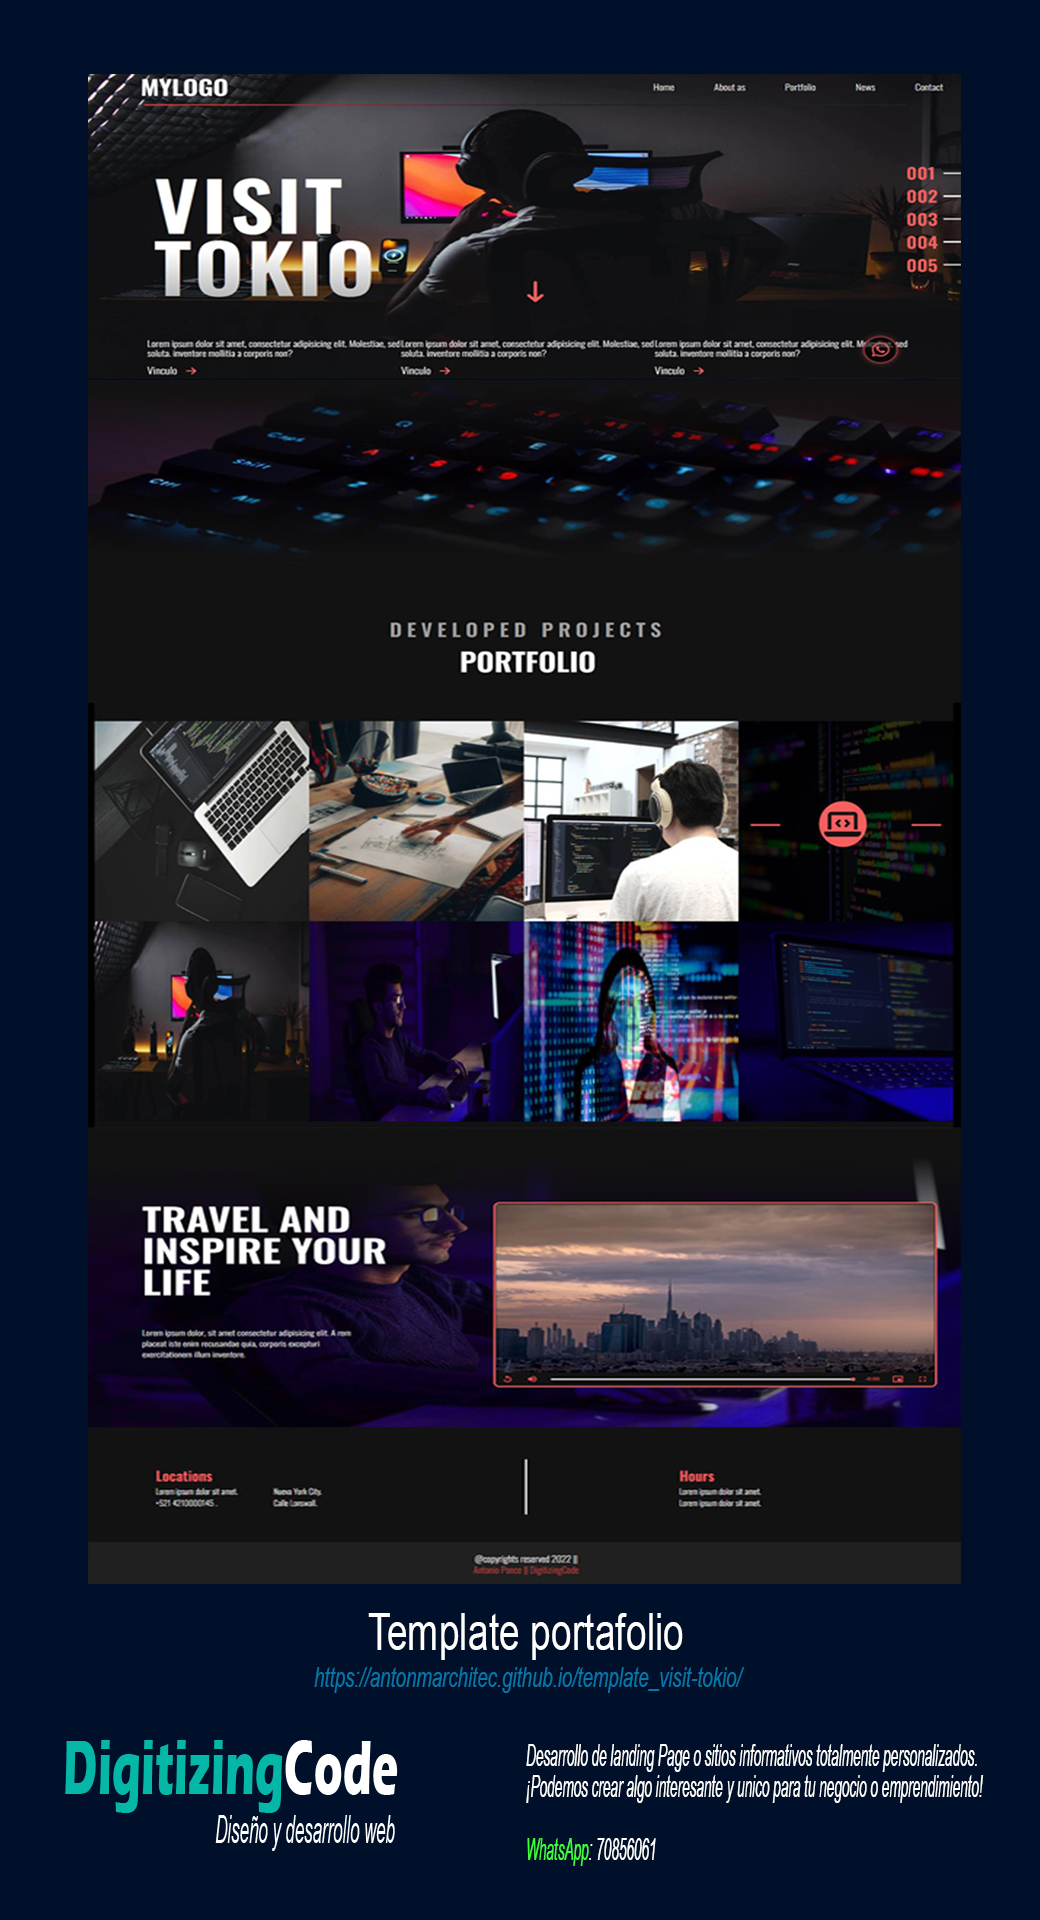 MYLOGO
Home About as Portfolio News Contact
VISIT
TOKIO
001
002
003
004
005
Lorem ipsum dolor sit amet, consectetur adipisicing elit. Molestiae, sed
soluta. inventore mollitia a corporis non?
Vinculo
Lorem ipsum dolor sit amet, consectetur adipisicing elit. Molestiae, sed
soluta. inventore mollitia a corporis non?
Vinculo
Lorem ipsum dolor sit amet, consectetur adipisicing elit. Molestiae, sed
soluta. inventore mollitia a corporis non?
Vinculo
DEVELOPED PROJECTS
PORTFOLIO
TRAVEL AND
INSPIRE YOUR
LIFE
Lorem ipsum dolor, sit amet consectetur adipisicing elit. A rem
placeat iste enim recusandae quia, corporis excepturi
exercitationem illum inventore.
Locations
Lorem ipsum dolor sit amet.
+521 4210000145 .
Nueva York City.
Calle Lonswall.
Hours
Lorem ipsum dolor sit amet.
Lorem ipsum dolor sit amet.
@copyrights reserved 2022 ||
Antonio Ponce || DigitizingCode
Template portafolio
https://antonmarchitec.github.io/template_visit-tokio/
DigitizingCode
Diseño y desarrollo web
Desarrollo de landing Page o sitios informativos totalmente personalizados.
¡Podemos crear algo interesante y unico para tu negocio o emprendimiento!
WhatsApp: 70856061